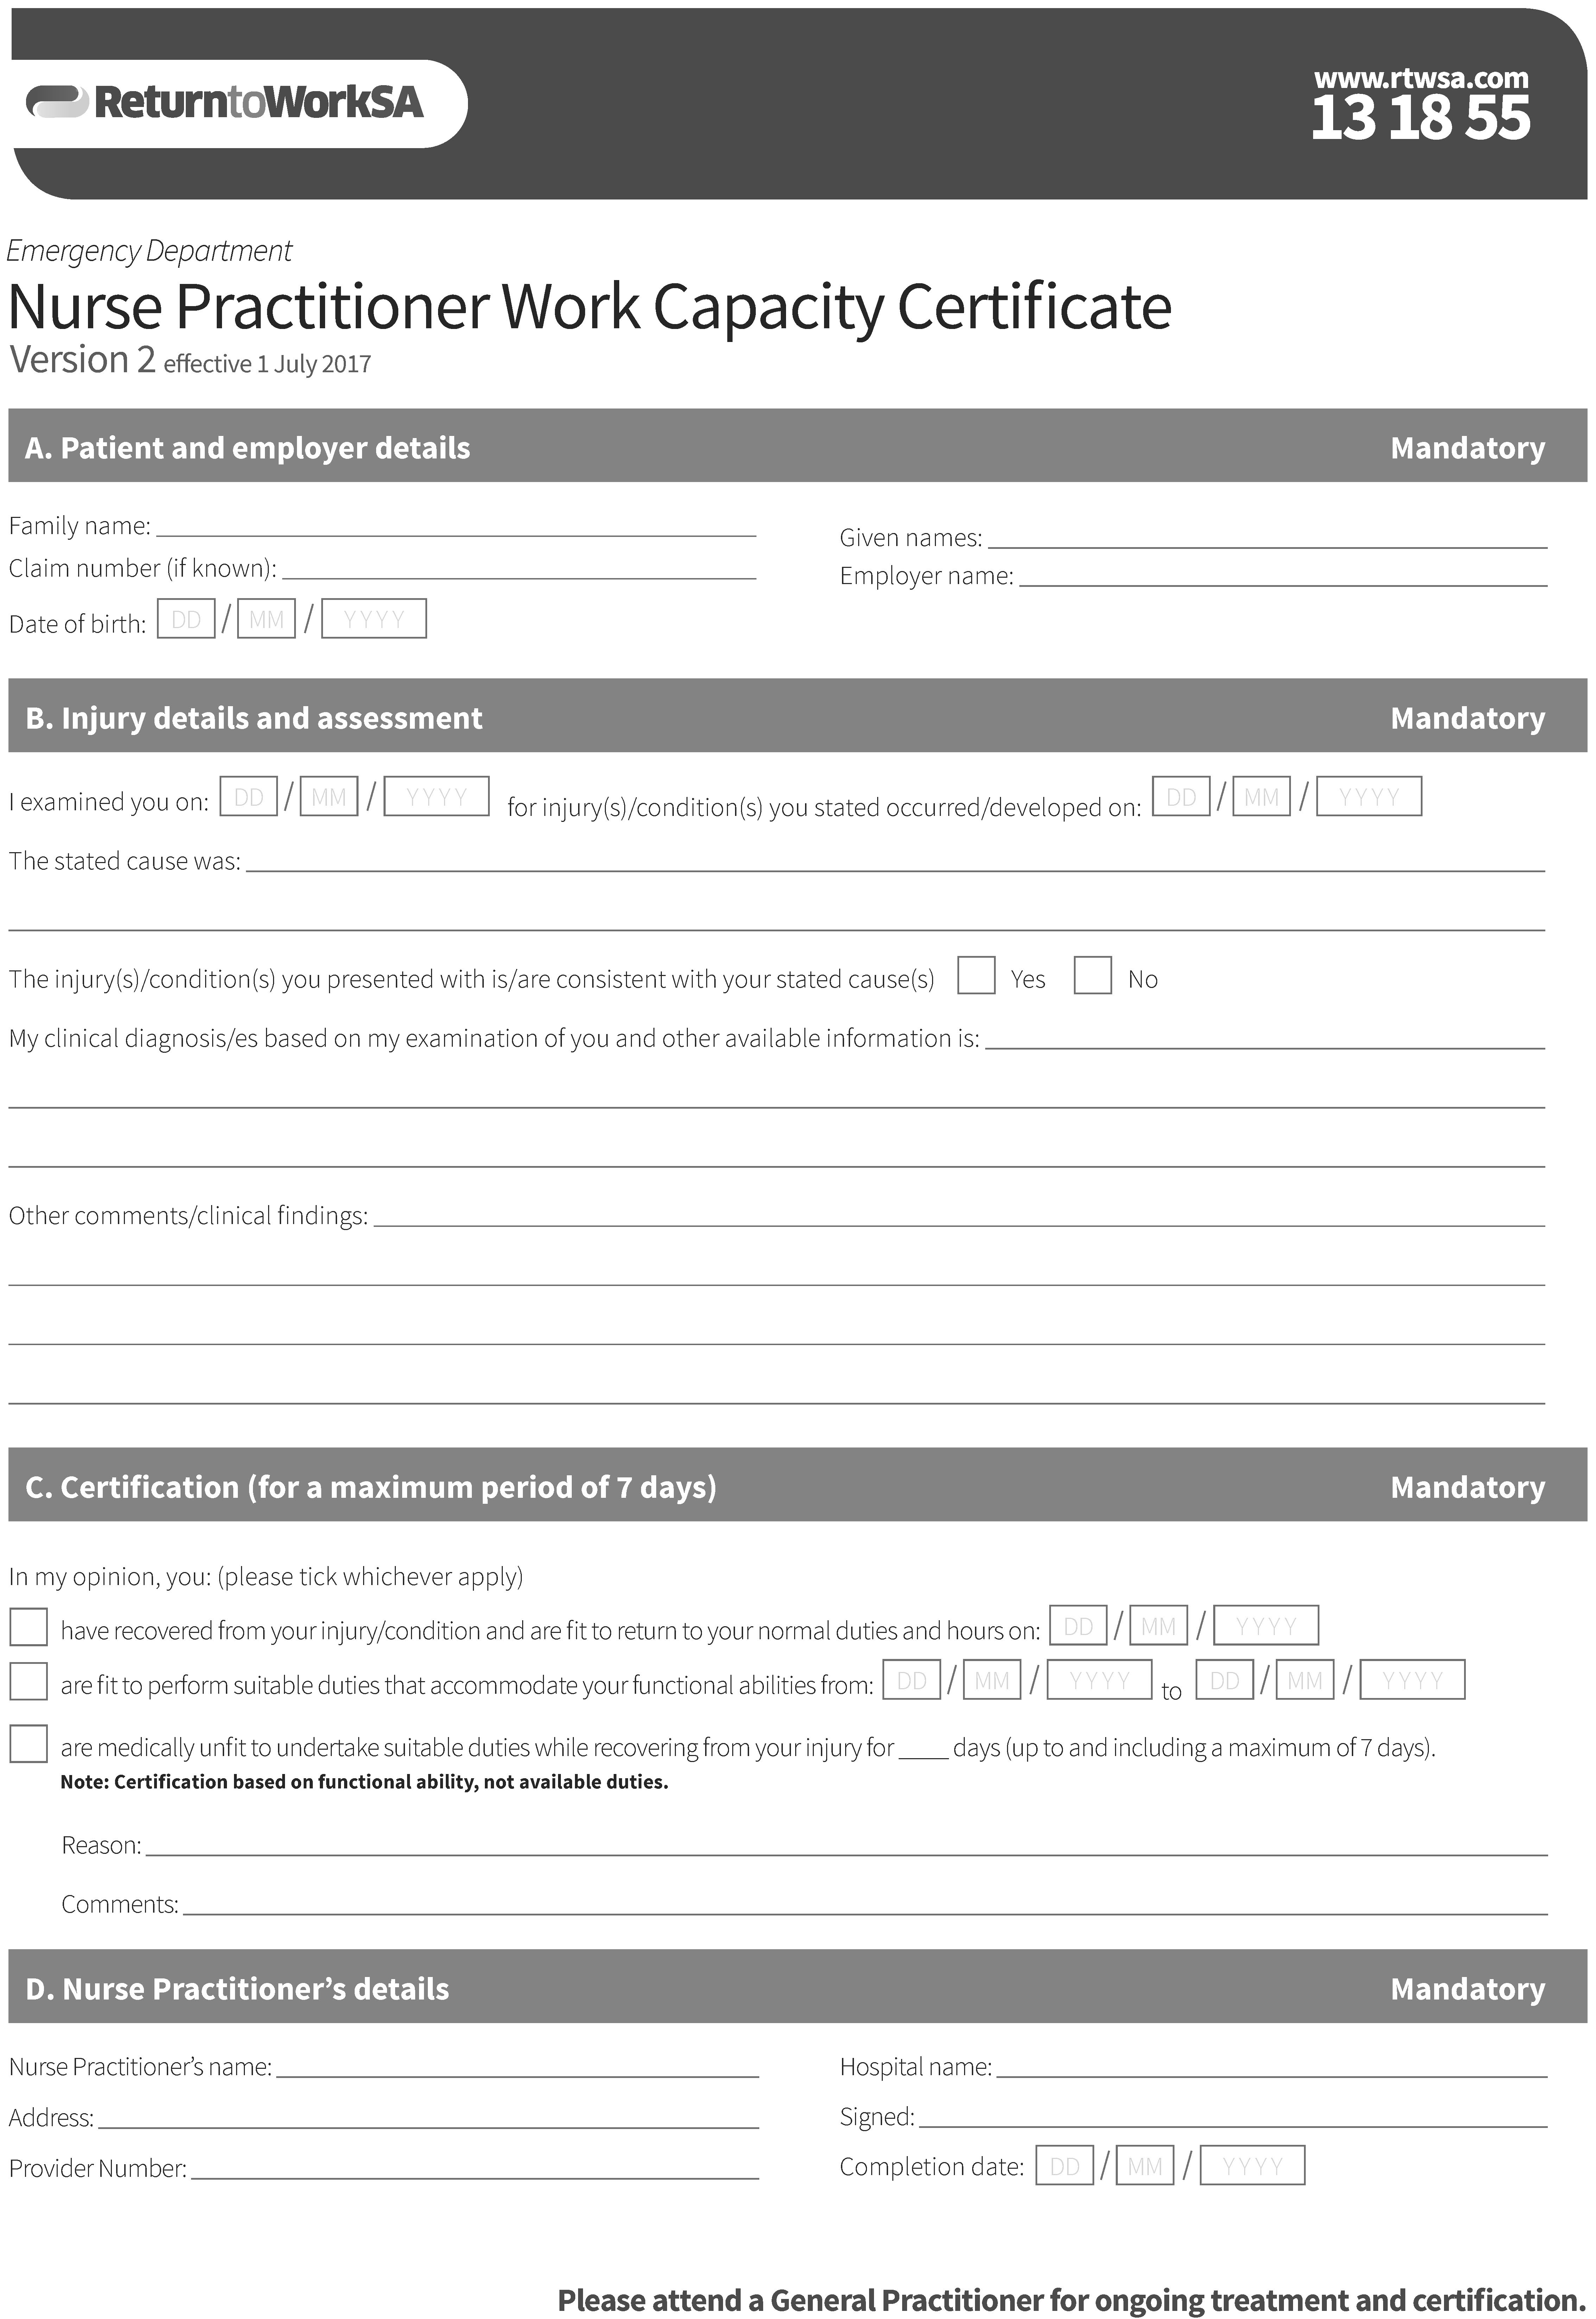 ReturntoWorkSA
www.rtwsa.com
13 18 55
Emergency Department
Nurse Practitioner Work Capacity Certificate
Version 2 effective 1 July 2017
A. Patient and employer details Mandatory
Family name:
Given names:
Claim number (if known):
Employer name:
Date of birth: DD / MM / YYYY
B. Injury details and assessment Mandatory
I examined you on: DD / MM / YYYY for injury(s)/condition(s) you stated occurred/developed on: DD / MM / YYYY
The stated cause was:
The injury(s)/condition(s) you presented with is/are consistent with your stated cause(s) Yes No
My clinical diagnosis/es based on my examination of you and other available information is:
Other comments/clinical findings:
C. Certification (for a maximum period of 7 days) Mandatory
In my opinion, you: (please tick whichever apply)
have recovered from your injury/condition and are fit to return to your normal duties and hours on: DD / MM / YYYY
are fit to perform suitable duties that accommodate your functional abilities from: DD / MM / YYYY to DD / MM / YYYY
are medically unfit to undertake suitable duties while recovering from your injury for ____ days (up to and including a maximum of 7 days).
Note: Certification based on functional ability, not available duties.
Reason:
Comments:
D. Nurse Practitioner’s details Mandatory
Nurse Practitioner’s name:
Hospital name:
Address:
Signed:
Provider Number:
Completion date: DD / MM / YYYY
Please attend a General Practitioner for ongoing treatment and certification.